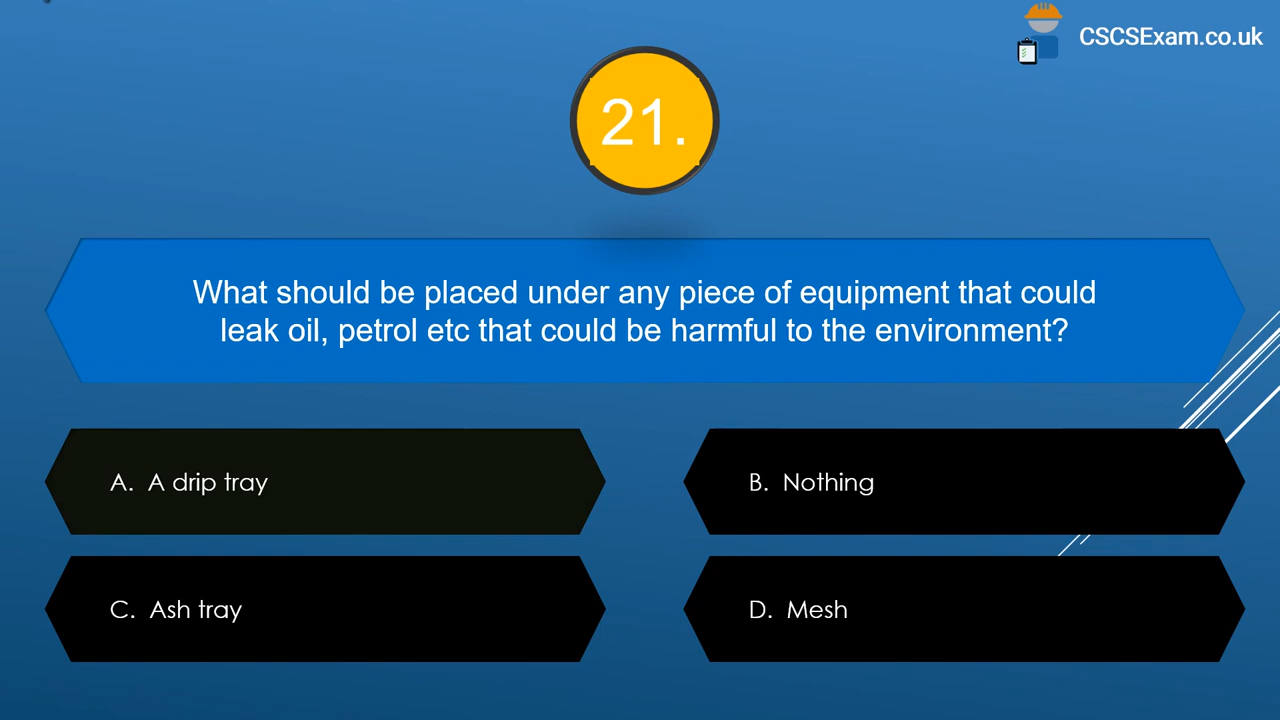 CSCSExam.co.uk
21.
What should be placed under any piece of equipment that could
leak oil, petrol etc that could be harmful to the environment?
A. A drip tray
B. Nothing
C. Ash tray
D. Mesh